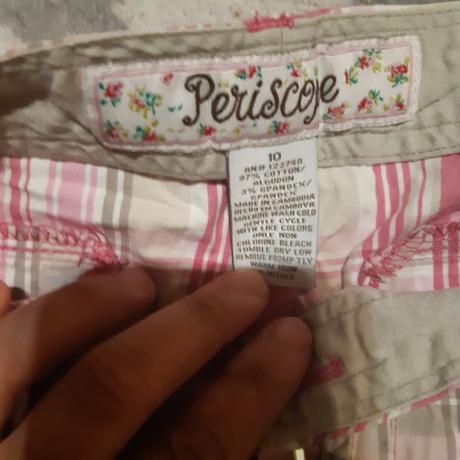 Periscope
10
RN# 122740
97% COTTON/
ALGODON
3% SPANDEX/
SPANDEX
MADE IN CAMBODIA
HECHO EN CAMBOYA
MACHINE WASH COLD
GENTLE CYCLE
WITH LIKE COLORS
ONLY NON
CHLORINE BLEACH
TUMBLE DRY LOW
REMOVE PROMPTLY
WARM IRON